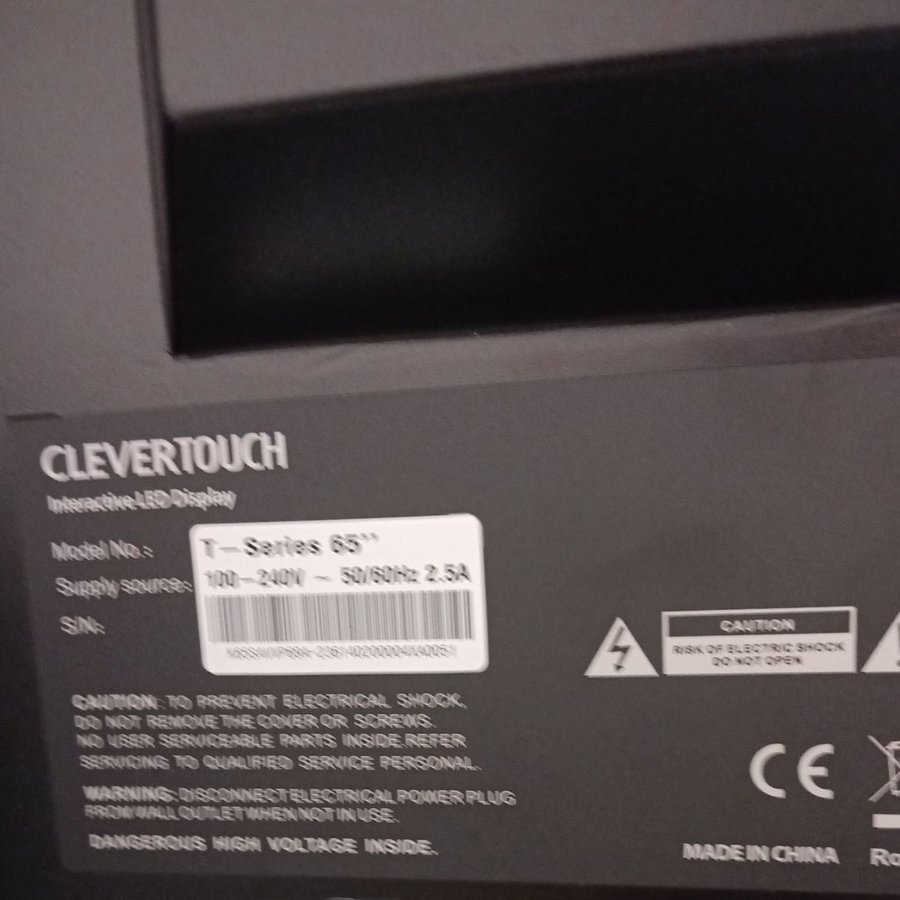 CLEVERTOUCH
Interactive LED Display
Model No.:
T-Series 65''
Supply source:
100-240V ~ 50/60Hz 2.5A
S/N:
CAUTION
RISK OF ELECTRIC SHOCK
DO NOT OPEN
CAUTION: TO PREVENT ELECTRICAL SHOCK,
DO NOT REMOVE THE COVER OR SCREWS.
NO USER SERVICEABLE PARTS INSIDE.REFER
SERVICING TO QUALIFIED SERVICE PERSONAL.
WARNING: DISCONNECT ELECTRICAL POWER PLUG
FROM WALL OUTLET WHEN NOT IN USE.
DANGEROUS HIGH VOLTAGE INSIDE.
CE
MADE IN CHINA